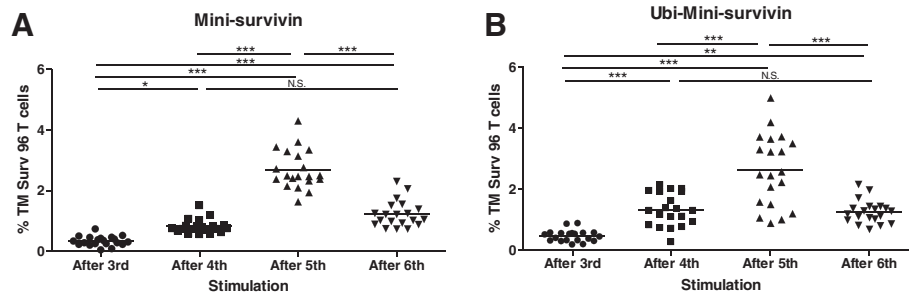 A
Mini-survivin
*** ***
***
***
* N.S.
% TM Surv 96 T cells
6
4
2
0
After 3rd After 4th After 5th After 6th
Stimulation
B
Ubi-Mini-survivin
*** ***
**
***
*** N.S.
% TM Surv 96 T cells
6
4
2
0
After 3rd After 4th After 5th After 6th
Stimulation